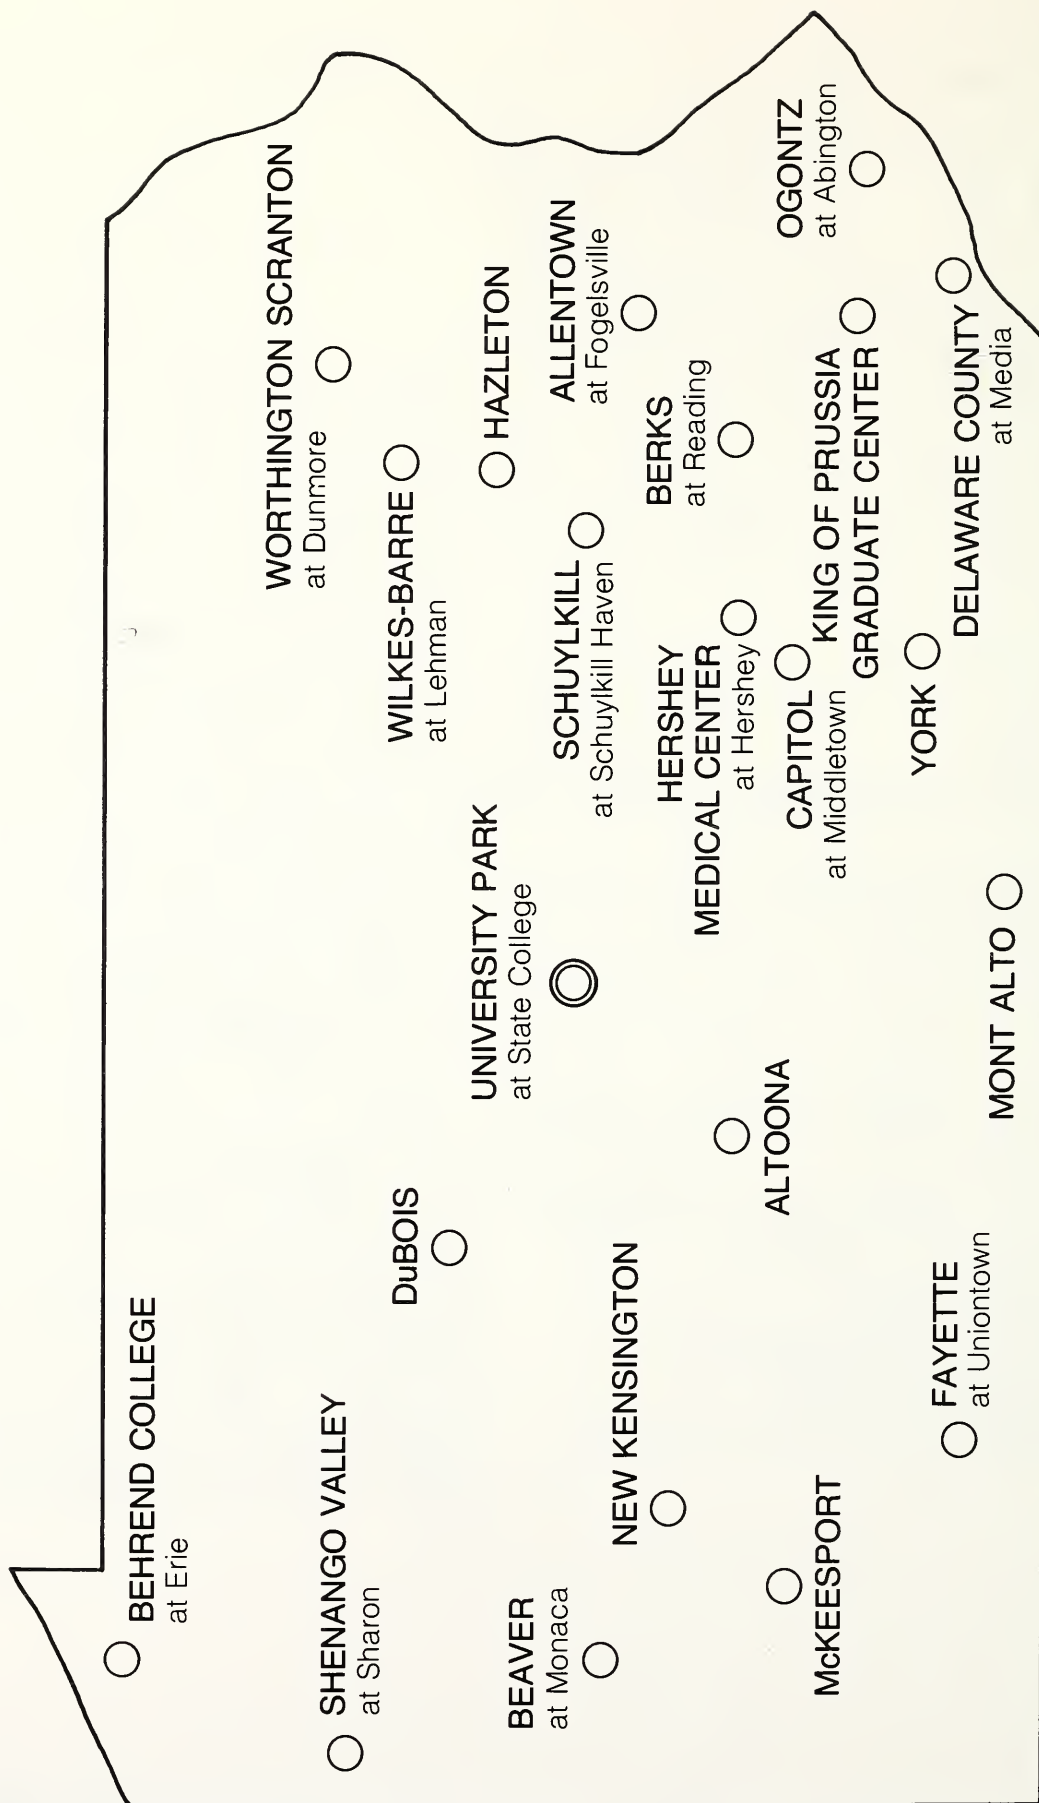 BEHREND COLLEGE
at Erie
SHENANGO VALLEY
at Sharon
BEAVER
at Monaca
NEW KENSINGTON
McKEESPORT
FAYETTE
at Uniontown
DuBOIS
ALTOONA
UNIVERSITY PARK
at State College
MONT ALTO
WORTHINGTON SCRANTON
at Dunmore
WILKES-BARRE
at Lehman
HAZLETON
SCHUYLKILL
at Schuylkill Haven
ALLENTOWN
at Fogelsville
HERSHEY
MEDICAL CENTER
at Hershey
BERKS
at Reading
CAPITOL
at Middletown
KING OF PRUSSIA
GRADUATE CENTER
OGONTZ
at Abington
YORK
DELAWARE COUNTY
at Media